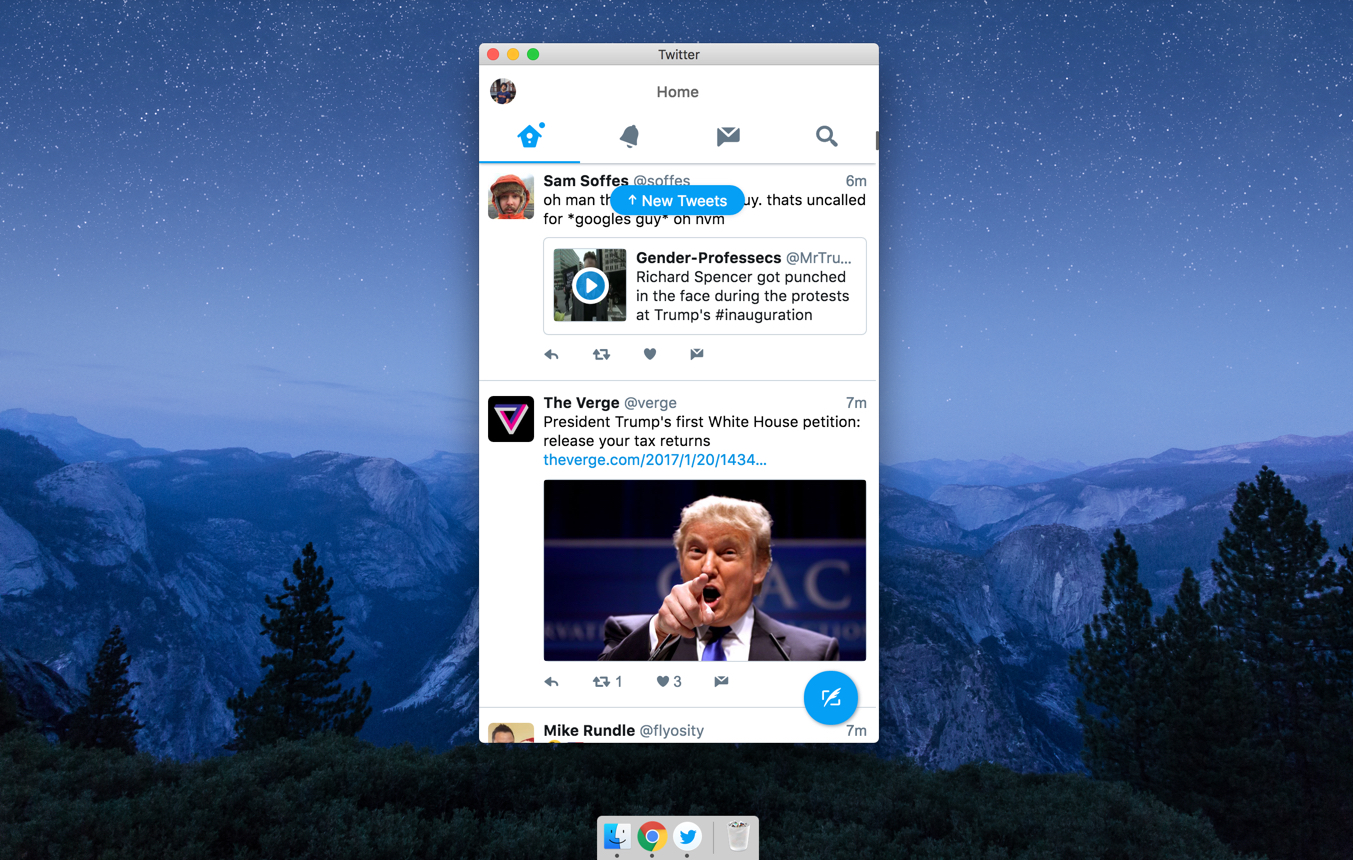 Twitter
Home
Sam Soffes @soffes 6m
oh man th uy. thats uncalled
↑ New Tweets
for *googles guy* oh nvm
Gender-Professecs @MrTru...
Richard Spencer got punched
in the face during the protests
at Trump's #inauguration
The Verge @verge 7m
President Trump's first White House petition:
release your tax returns
theverge.com/2017/1/20/1434...
AC
1 3
Mike Rundle @flyosity 7m